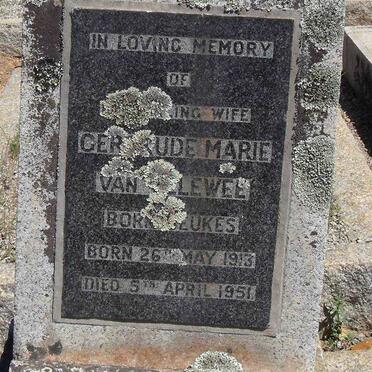 IN LOVING MEMORY
OF
WIFE
GERTRUDE MARIE
VAN
BORN
BORN 26TH MAY 1913
DIED 5TH APRIL 1951